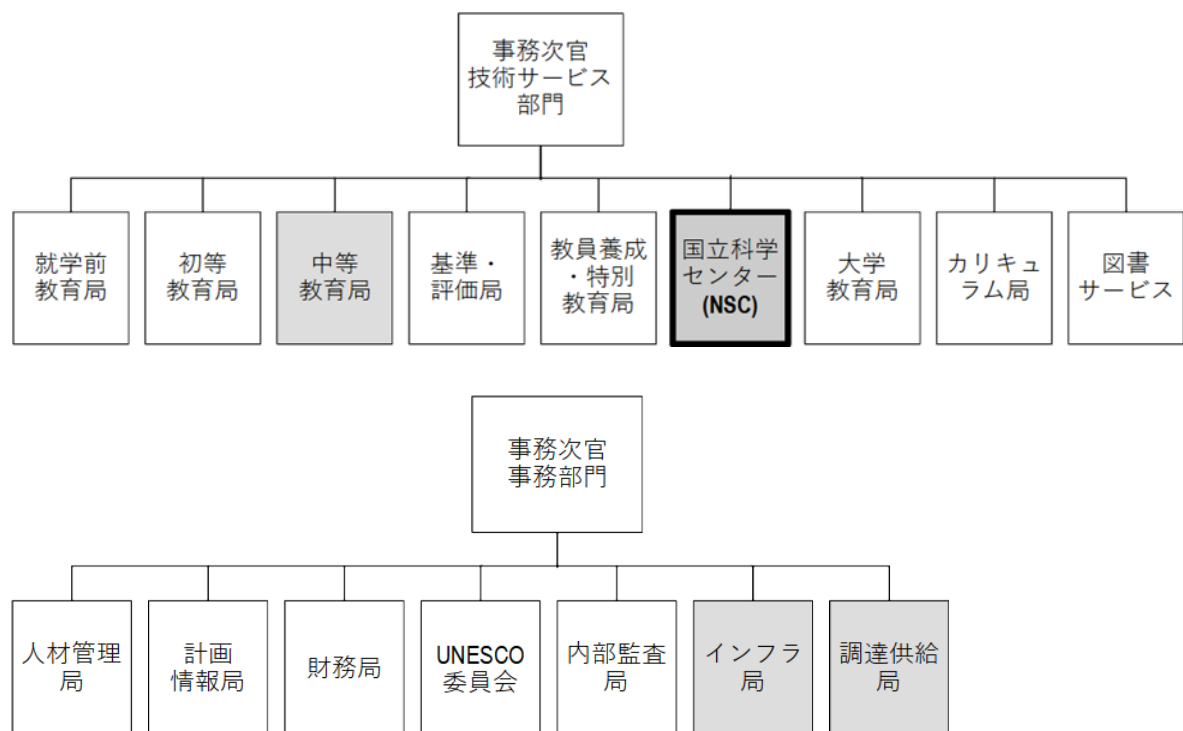 事務次官
技術サービス
部門
就学前
教育局
初等
教育局
中等
教育局
基準・
評価局
教員養成
・特別
教育局
国立科学
センター
(NSC)
大学
教育局
カリキュ
ラム局
図書
サービス
事務次官
事務部門
人材管理
局
計画
情報局
財務局
UNESCO
委員会
内部監査
局
インフラ
局
調達供給
局